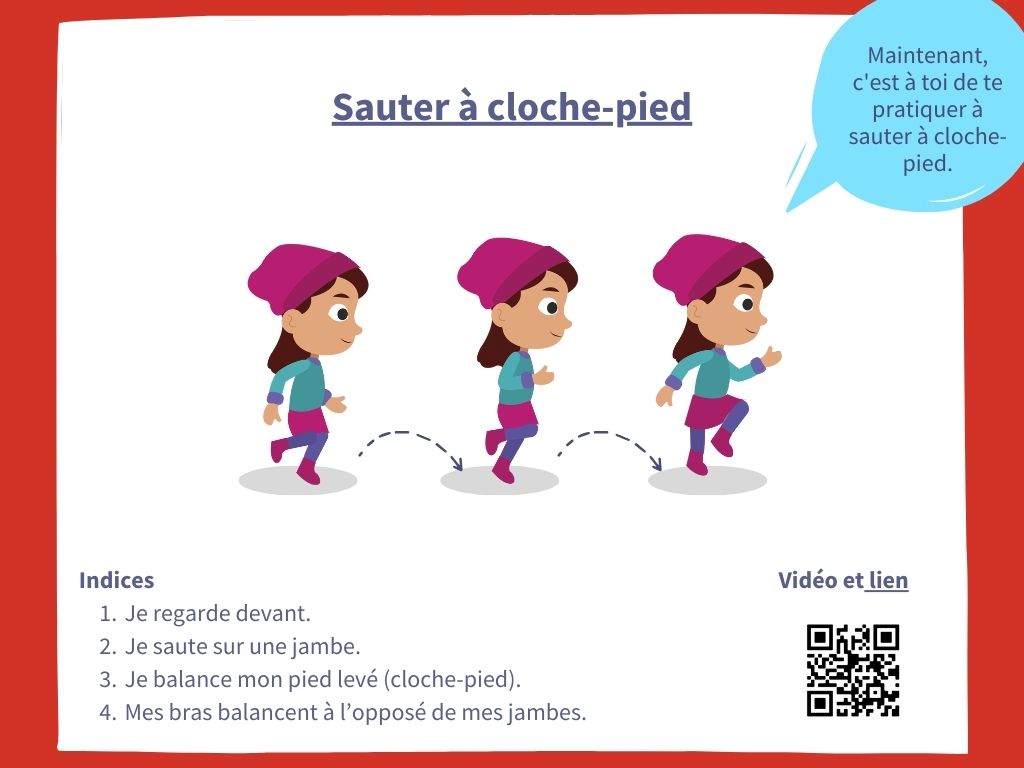 Sauter à cloche-pied
Maintenant,
c'est à toi de te
pratiquer à
sauter à cloche-
pied.
Indices
1. Je regarde devant.
2. Je saute sur une jambe.
3. Je balance mon pied levé (cloche-pied).
4. Mes bras balancent à l’opposé de mes jambes.
Vidéo et lien